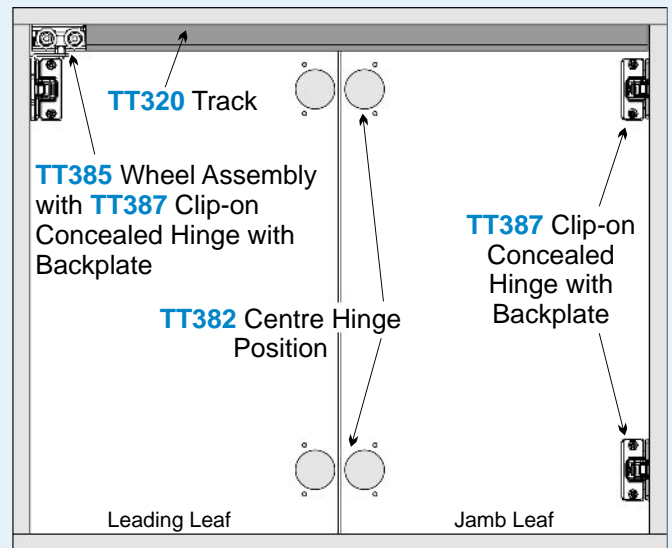 TT320 Track
TT385 Wheel Assembly
with TT387 Clip-on
Concealed Hinge with
Backplate
TT387 Clip-on
Concealed
Hinge with
Backplate
TT382 Centre Hinge
Position
Leading Leaf
Jamb Leaf